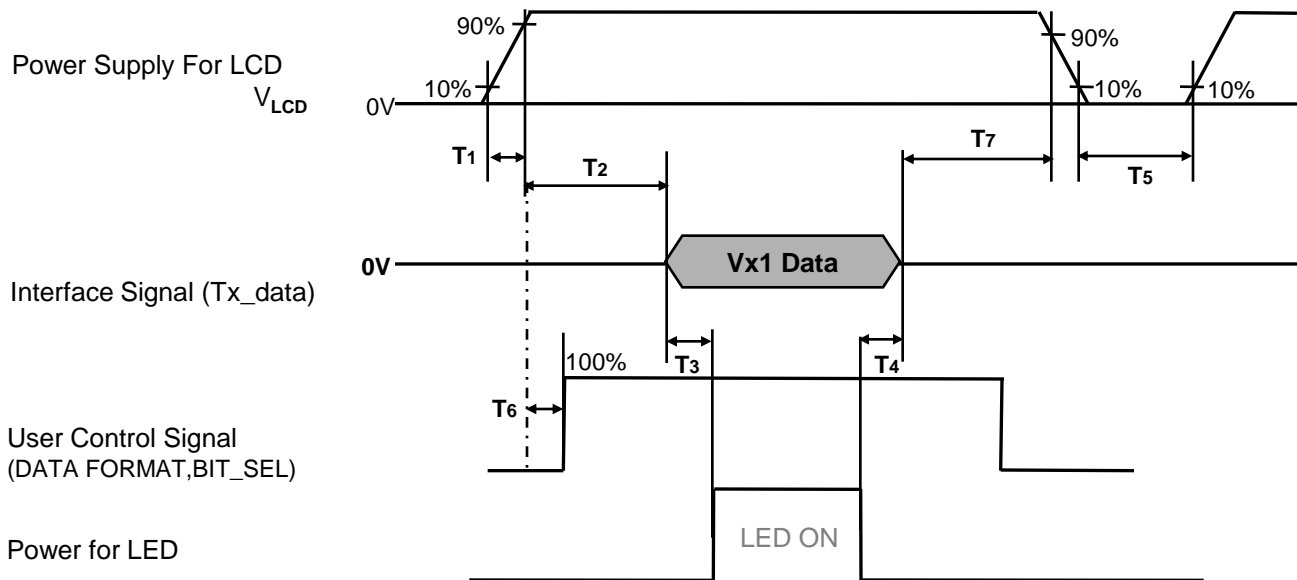 90%
90%
Power Supply For LCD
VLCD
10%
10%
10%
0V
T1
T2
T7
T5
0V
Vx1 Data
Interface Signal (Tx_data)
100%
T3
T4
T6
User Control Signal
(DATA FORMAT,BIT_SEL)
LED ON
Power for LED